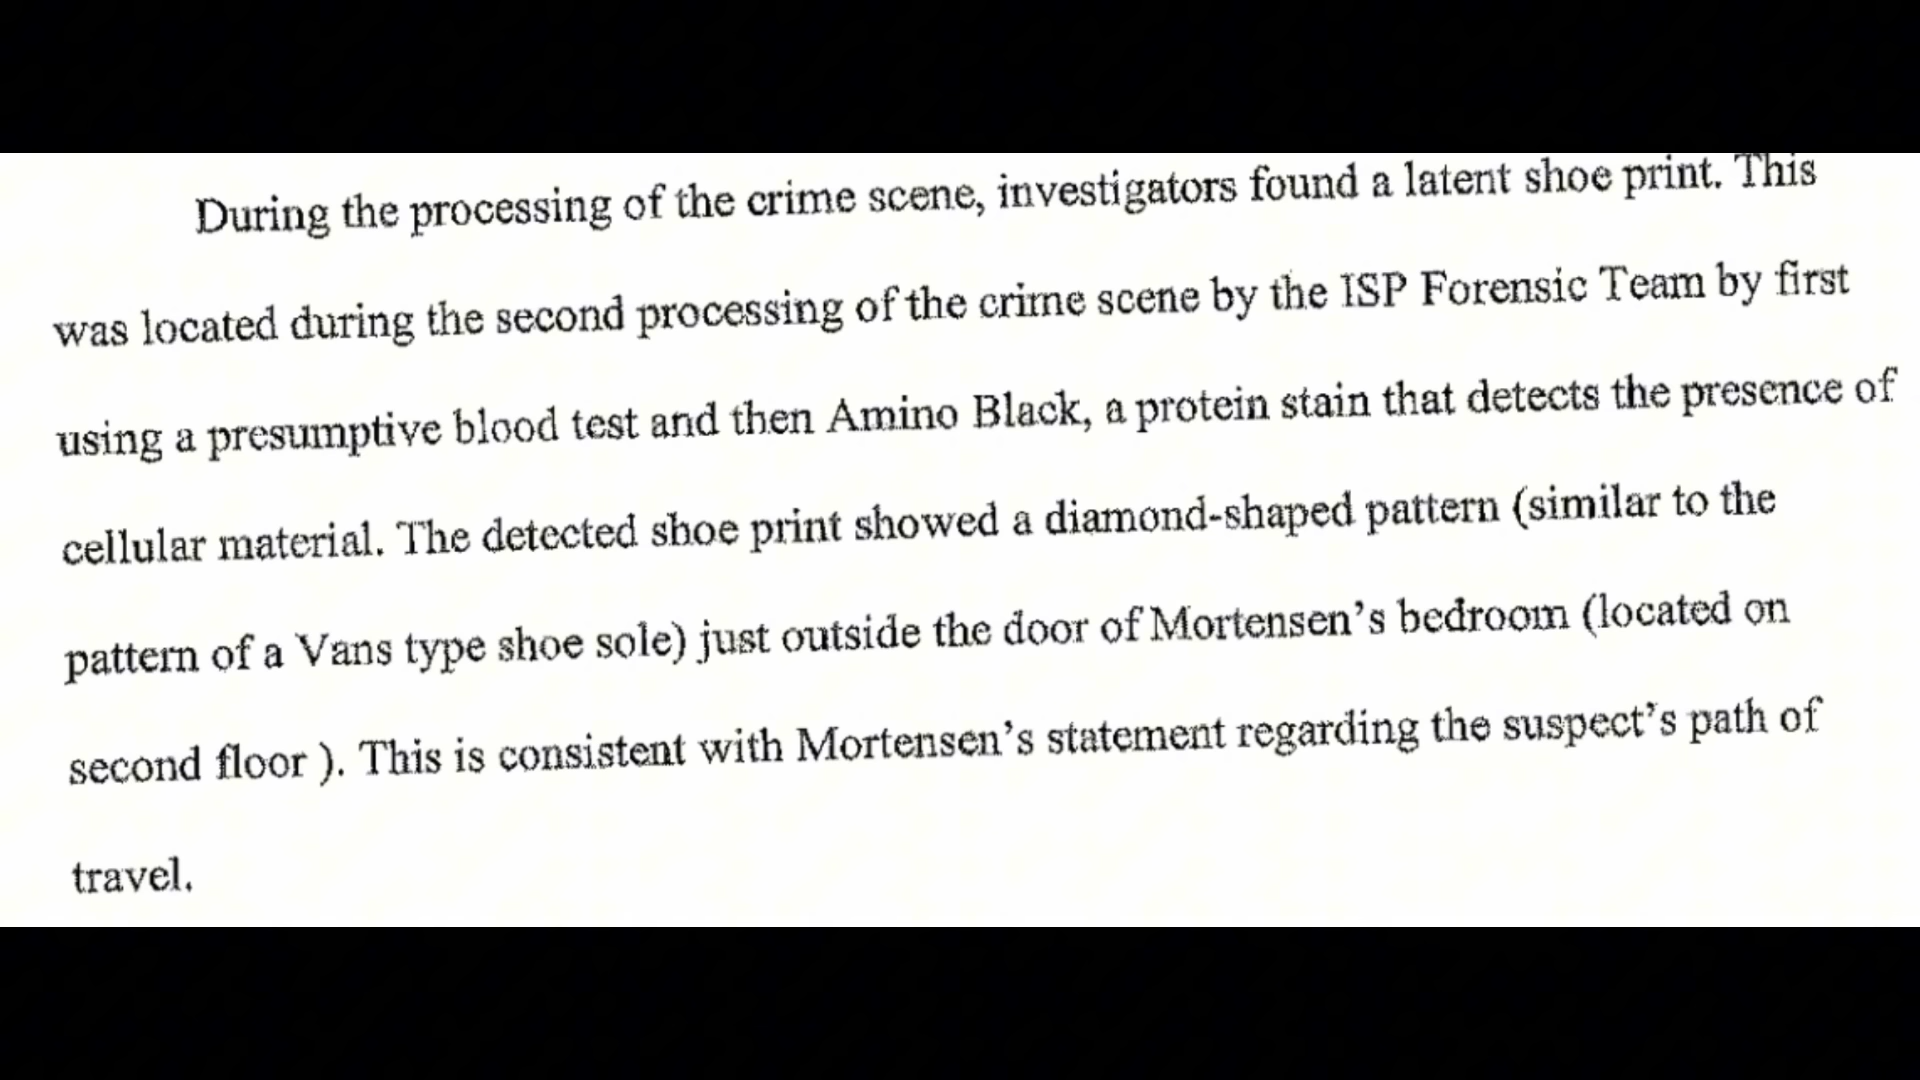 During the processing of the crime scene, investigators found a latent shoe print. This
was located during the second processing of the crime scene by the ISP Forensic Team by first
using a presumptive blood test and then Amino Black, a protein stain that detects the presence of
cellular material. The detected shoe print showed a diamond-shaped pattern (similar to the
pattern of a Vans type shoe sole) just outside the door of Mortensen's bedroom (located on
second floor ). This is consistent with Mortensen's statement regarding the suspect's path of
travel.